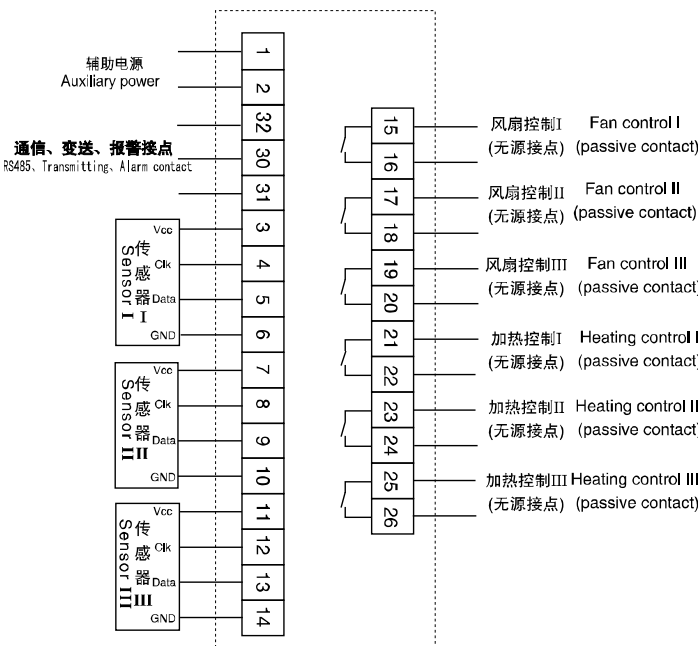 辅助电源
Auxiliary power
通信、变送、报警接点
RS485、Transmitting、Alarm contact
1
2
32
30
31
3
4
5
6
7
8
9
10
11
12
13
14
传感器 I
Sensor I
Vcc
Clk
Data
GND
传感器 II
Sensor II
Vcc
Clk
Data
GND
传感器 III
Sensor III
Vcc
Clk
Data
GND
15
16
17
18
19
20
21
22
23
24
25
26
风扇控制I Fan control I
(无源接点) (passive contact)
风扇控制II Fan control II
(无源接点) (passive contact)
风扇控制III Fan control III
(无源接点) (passive contact)
加热控制I Heating control I
(无源接点) (passive contact)
加热控制II Heating control II
(无源接点) (passive contact)
加热控制III Heating control III
(无源接点) (passive contact)